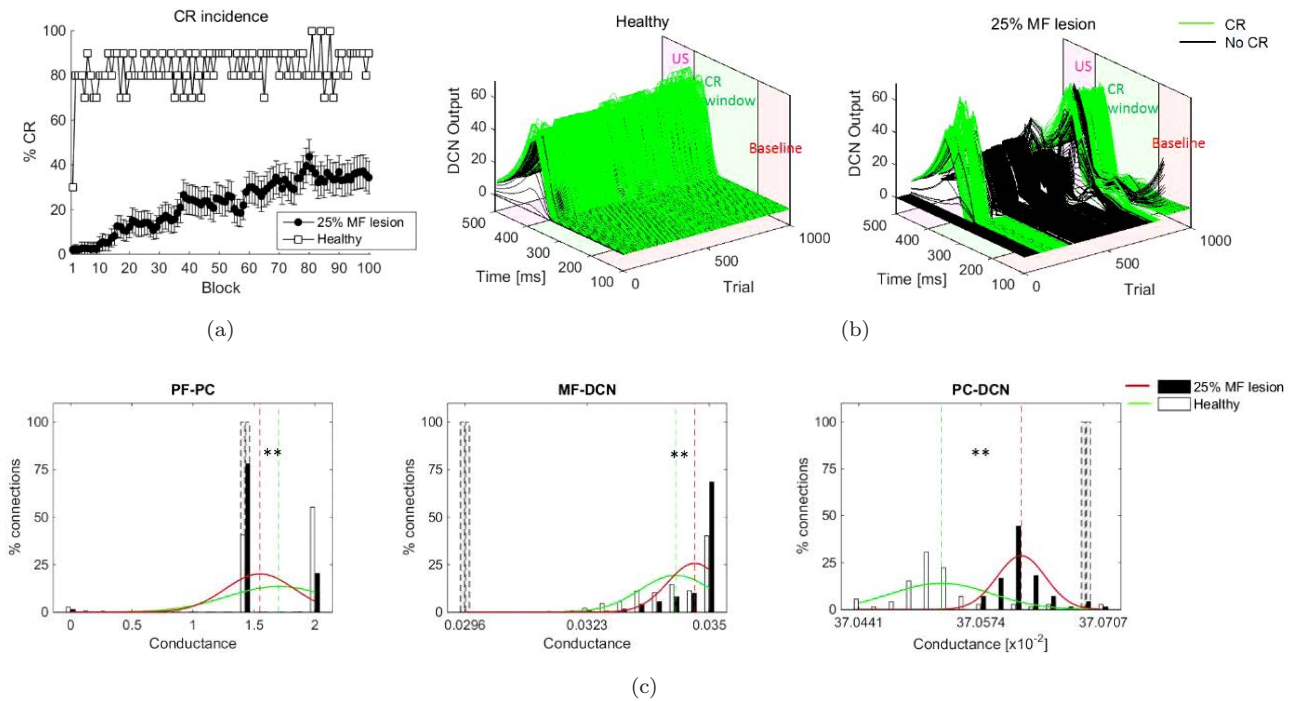 CR incidence
% CR
100
80
60
40
20
0
25% MF lesion
Healthy
1 10 20 30 40 50 60 70 80 90 100
Block
(a)
Healthy
DCN Output
60
40
20
0
US
CR
window
Baseline
500
400
300
200
100
Time [ms]
0
500
1000
Trial
25% MF lesion
CR
No CR
DCN Output
60
40
20
0
US
CR
window
Baseline
500
400
300
200
100
Time [ms]
0
500
1000
Trial
(b)
PF-PC
% connections
100
75
50
25
0
**
0 0.5 1 1.5 2
Conductance
MF-DCN
% connections
100
75
50
25
0
**
0.0296 0.0323 0.035
Conductance
PC-DCN
% connections
100
75
50
25
0
**
37.0441 37.0574 37.0707
Conductance [x10-2]
25% MF lesion
Healthy
(c)